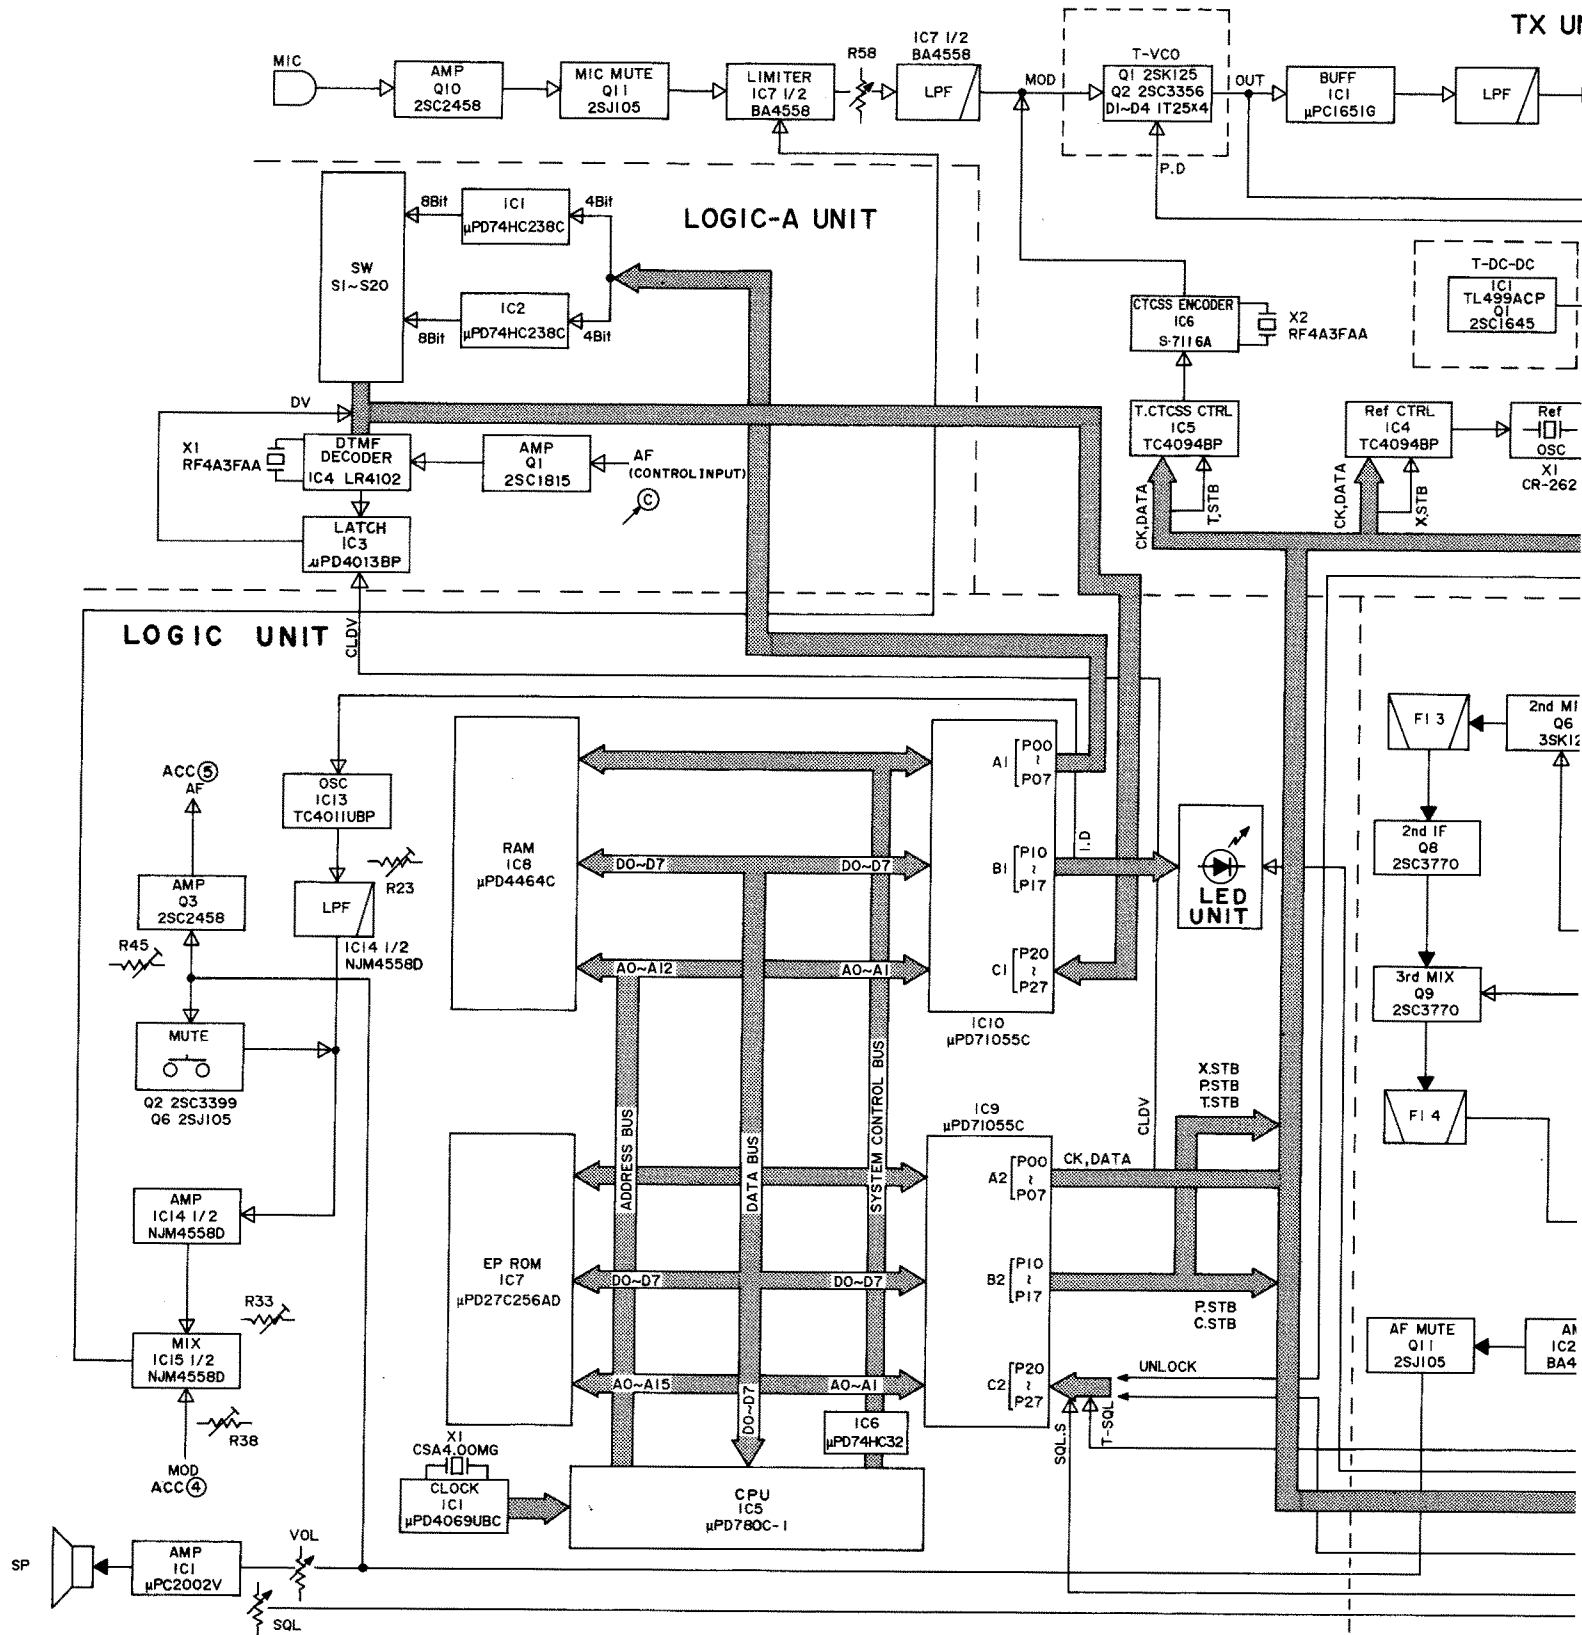 TX U
MIC
AMP
Q10
2SC2458
MIC MUTE
Q11
2SJ105
LIMITER
IC7 1/2
BA4558
R58
IC7 1/2
BA4558
LPF
MOD
T-VCO
Q1 2SK125
Q2 2SC3356
D1~D4 1T25X4
OUT
BUFF
IC1
μPC1651G
LPF
P.D
LOGIC-A UNIT
SW
S1~S20
8Bit
IC1
μPD74HC238C
4Bit
8Bit
IC2
μPD74HC238C
4Bit
T-DC-DC
IC1
TL499ACP
Q1
2SC1645
CTCSS ENCODER
IC6
S-7116A
X2
RF4A3FAA
DV
X1
RF4A3FAA
DTMF
DECODER
IC4 LR4102
AMP
Q1
2SC1815
AF
(CONTROL INPUT)
C
LATCH
IC3
μPD4013BP
T.CTCSS CTRL
IC5
TC4094BP
Ref CTRL
IC4
TC4094BP
Ref
OSC
X1
CR-262
CK,DATA
T.STB
CK,DATA
X.STB
LOGIC UNIT
CLDV
ACC⑤
AF
OSC
IC13
TC4011UBP
R23
LPF
IC14 1/2
NJM4558D
AMP
Q3
2SC2458
R45
MUTE
Q2 2SC3399
Q6 2SJ105
AMP
IC14 1/2
NJM4558D
R33
MIX
IC15 1/2
NJM4558D
R38
MOD
ACC④
RAM
IC8
μPD4464C
D0~D7
D0~D7
A0~A12
A0~A1
A1
P00
~
P07
B1
P10
~
P17
C1
P20
~
P27
IC10
μPD71055C
I.D
LED
UNIT
FI 3
2nd MI
Q6
3SK12
2nd IF
Q8
2SC3770
3rd MIX
Q9
2SC3770
FI 4
ADDRESS BUS
DATA BUS
SYSTEM CONTROL BUS
EP ROM
IC7
μPD27C256AD
D0~D7
D0~D7
A0~A15
A0~A1
D0~D7
IC9
μPD71055C
A2
P00
~
P07
B2
P10
~
P17
C2
P20
~
P27
CK,DATA
CLDV
X.STB
P.STB
T.STB
P.STB
C.STB
UNLOCK
SQL.S
T-SQL
AF MUTE
Q11
2SJ105
IC2
BA4
IC6
μPD74HC32
X1
CSA4.00MG
CLOCK
IC1
μPD4069UBC
CPU
IC5
μPD780C-1
SP
AMP
IC1
μPC2002V
VOL
SQL